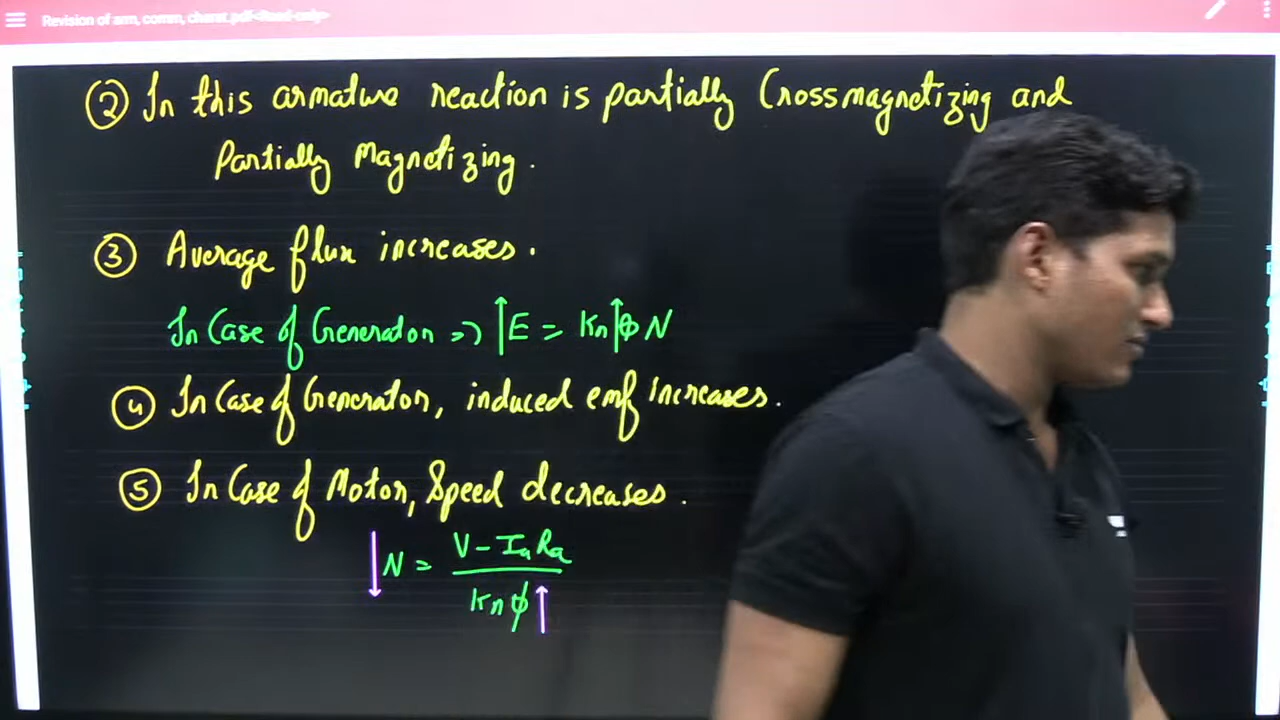 Revision of arm, comm, charat.pdf<Read-only>
② In this armature reaction is partially Crossmagnetizing and
Partially Magnetizing.
③ Average flux increases.
In Case of Generator => ↑E = Kn↑Φ N
④ In Case of Generator, induced emf increases.
⑤ In Case of Motor, Speed decreases.
↓N = V - IaRa
Knϕ↑